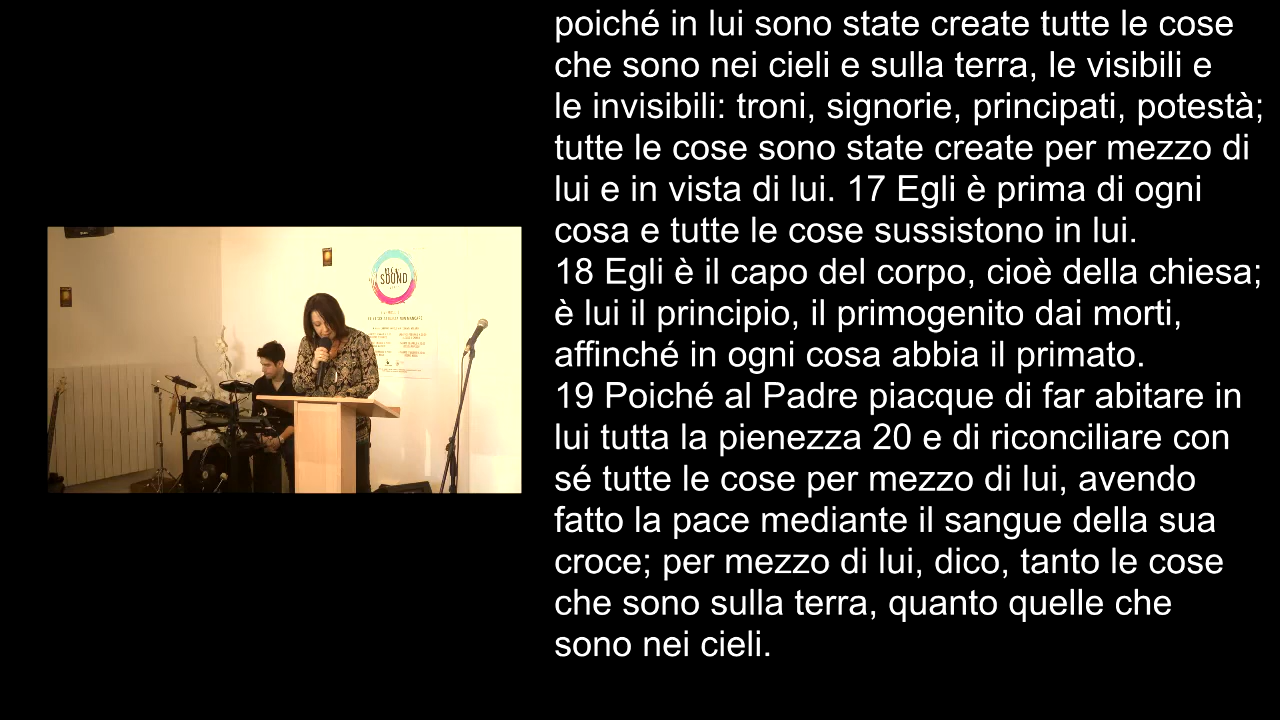 poiché in lui sono state create tutte le cose
che sono nei cieli e sulla terra, le visibili e
le invisibili: troni, signorie, principati, potestà;
tutte le cose sono state create per mezzo di
lui e in vista di lui. 17 Egli è prima di ogni
cosa e tutte le cose sussistono in lui.
18 Egli è il capo del corpo, cioè della chiesa;
è lui il principio, il primogenito dai morti,
affinché in ogni cosa abbia il primato.
19 Poiché al Padre piacque di far abitare in
lui tutta la pienezza 20 e di riconciliare con
sé tutte le cose per mezzo di lui, avendo
fatto la pace mediante il sangue della sua
croce; per mezzo di lui, dico, tanto le cose
che sono sulla terra, quanto quelle che
sono nei cieli.
SOUND